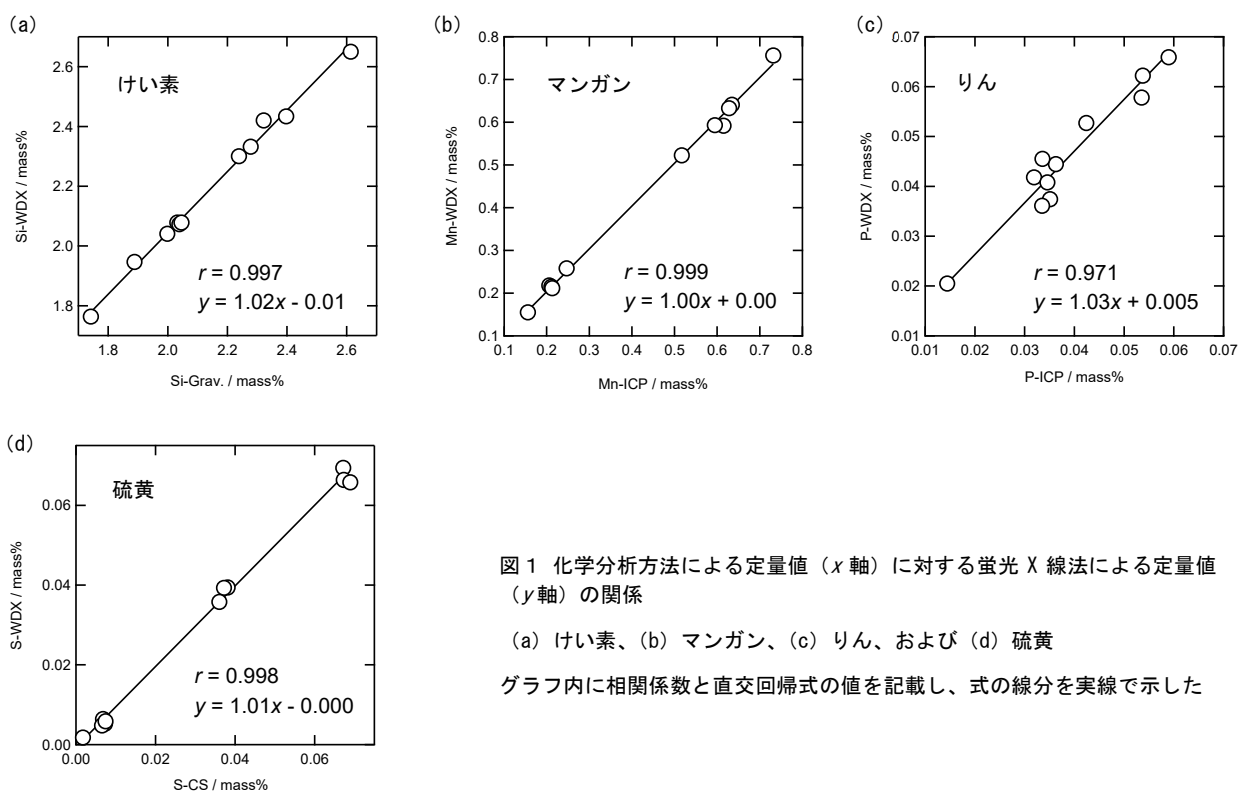 (a)
けい素
2.6
2.4
2.2
2.0
1.8
Si-WDX / mass%
r = 0.997
y = 1.02x - 0.01
1.8 2.0 2.2 2.4 2.6
Si-Grav. / mass%
(b)
マンガン
0.8
0.7
0.6
0.5
0.4
0.3
0.2
0.1
Mn-WDX / mass%
r = 0.999
y = 1.00x + 0.00
0.1 0.2 0.3 0.4 0.5 0.6 0.7 0.8
Mn-ICP / mass%
(c)
りん
0.07
0.06
0.05
0.04
0.03
0.02
0.01
P-WDX / mass%
r = 0.971
y = 1.03x + 0.005
0.01 0.02 0.03 0.04 0.05 0.06 0.07
P-ICP / mass%
(d)
硫黄
0.06
0.04
0.02
0.00
S-WDX / mass%
r = 0.998
y = 1.01x - 0.000
0.00 0.02 0.04 0.06
S-CS / mass%
図1 化学分析方法による定量値(x軸)に対する蛍光X線法による定量値
(y軸)の関係
(a)けい素、(b)マンガン、(c)りん、および(d)硫黄
グラフ内に相関係数と直交回帰式の値を記載し、式の線分を実線で示した